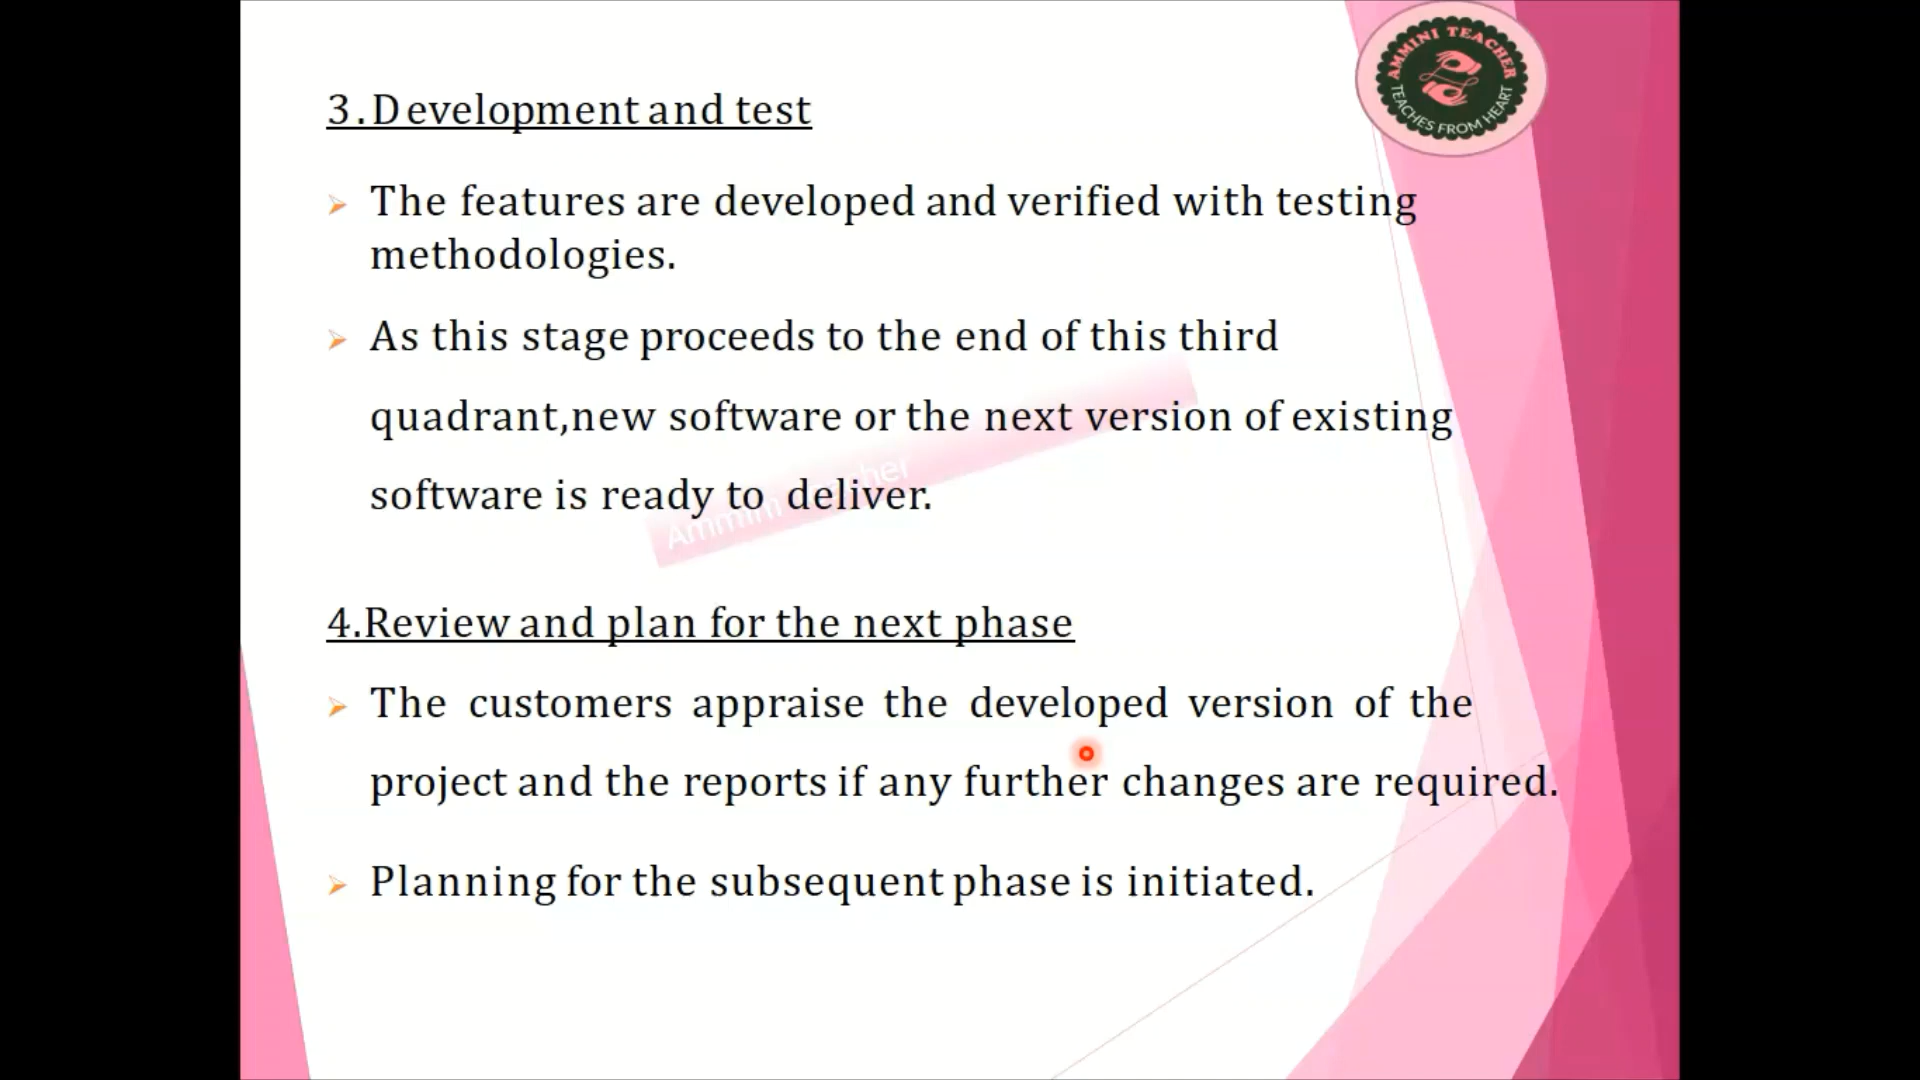 AMMINI TEACHER
TEACHES FROM HEART
3.Development and test
The features are developed and verified with testing
methodologies.
As this stage proceeds to the end of this third
quadrant,new software or the next version of existing
software is ready to deliver.
Ammini Teacher
4.Review and plan for the next phase
The customers appraise the developed version of the
project and the reports if any further changes are required.
Planning for the subsequent phase is initiated.